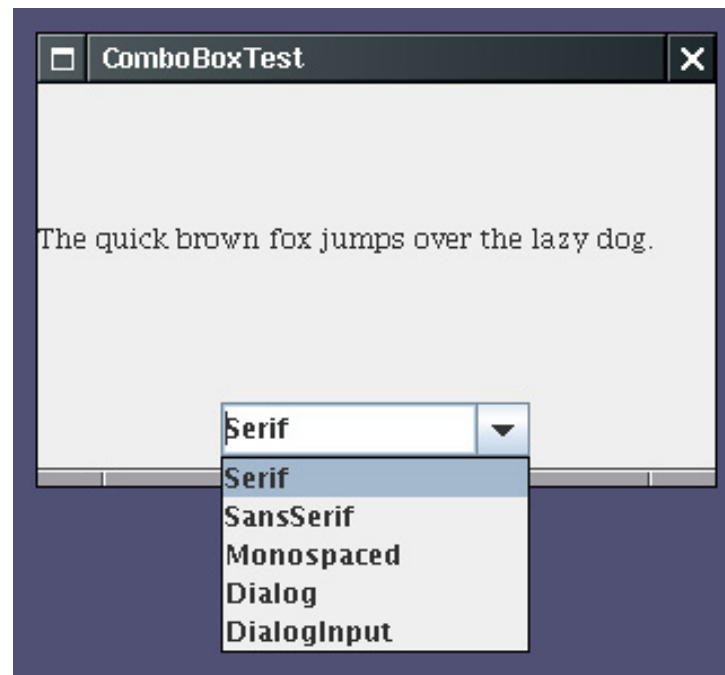 ComboBoxTest
The quick brown fox jumps over the lazy dog.
Serif
Serif
SansSerif
Monospaced
Dialog
DialogInput